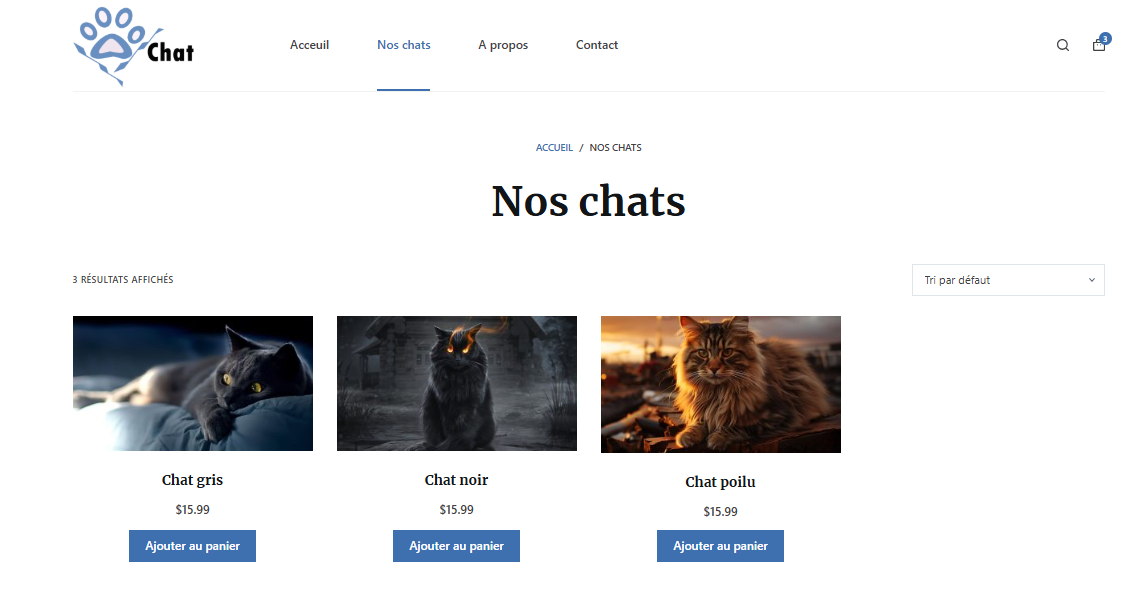 Chat
Acceuil
Nos chats
A propos
Contact
3
ACCUEIL / NOS CHATS
Nos chats
3 RÉSULTATS AFFICHÉS
Tri par défaut
Chat gris
$15.99
Ajouter au panier
Chat noir
$15.99
Ajouter au panier
Chat poilu
$15.99
Ajouter au panier